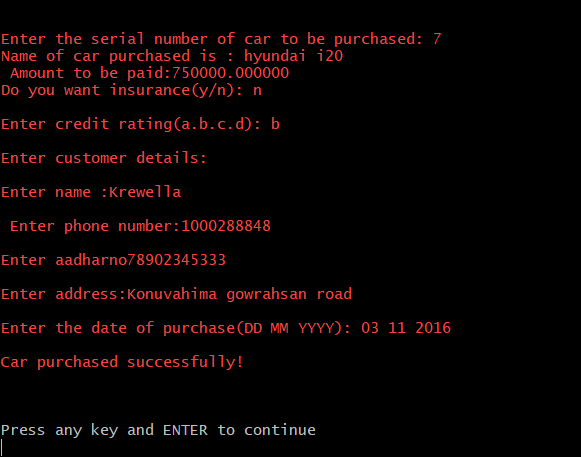 Enter the serial number of car to be purchased: 7
Name of car purchased is : hyundai i20
Amount to be paid:750000.000000
Do you want insurance(y/n): n
Enter credit rating(a.b.c.d): b
Enter customer details:
Enter name :Krewella
Enter phone number:1000288848
Enter aadharno78902345333
Enter address:Konuvahima gowrahsan road
Enter the date of purchase(DD MM YYYY): 03 11 2016
Car purchased successfully!
Press any key and ENTER to continue